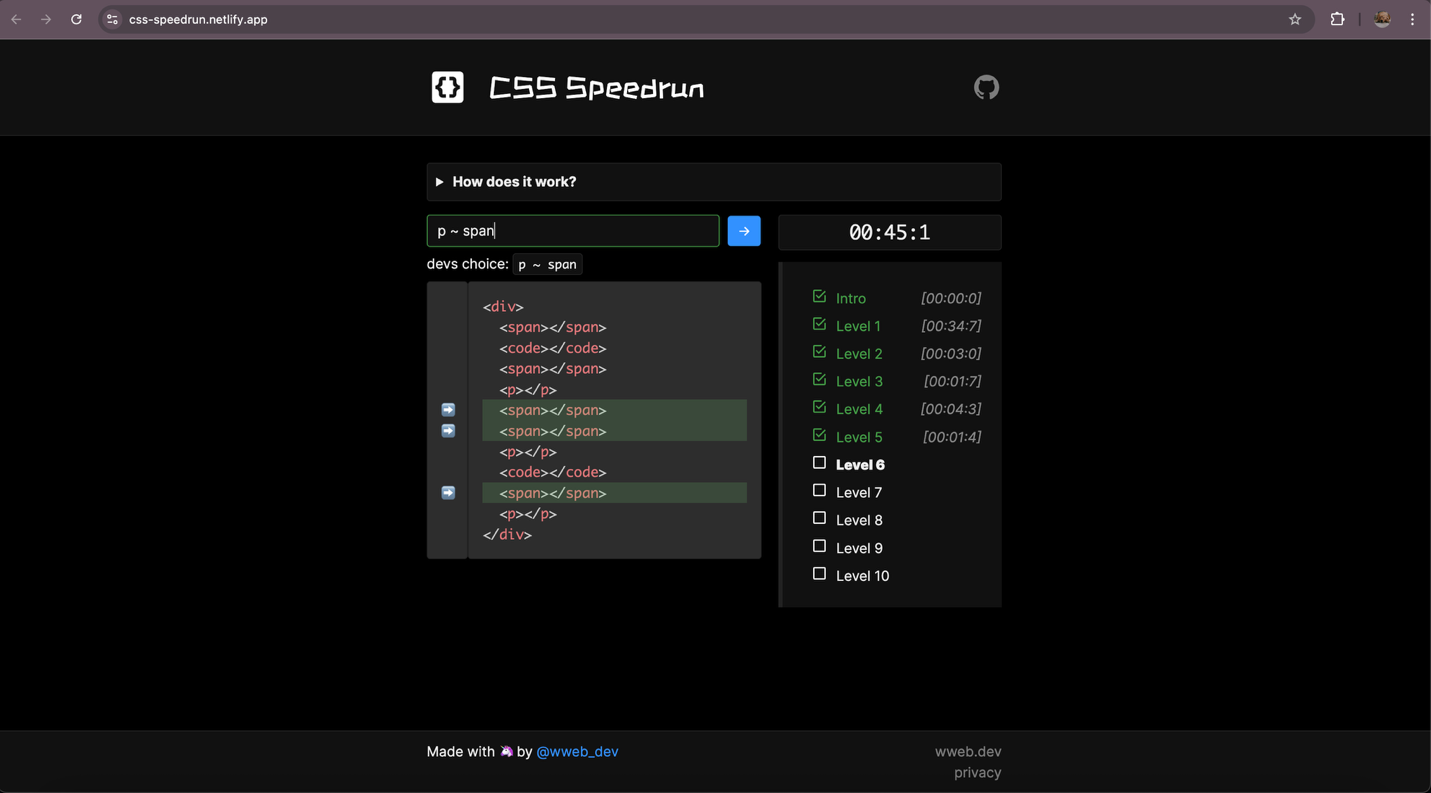 css-speedrun.netlify.app
{} CSS Speedrun
How does it work?
p ~ span
00:45:1
devs choice: p ~ span
<div>
<span></span>
<code></code>
<span></span>
<p></p>
<span></span>
<span></span>
<p></p>
<code></code>
<span></span>
<p></p>
</div>
Intro [00:00:0]
Level 1 [00:34:7]
Level 2 [00:03:0]
Level 3 [00:01:7]
Level 4 [00:04:3]
Level 5 [00:01:4]
Level 6
Level 7
Level 8
Level 9
Level 10
Made with 🦄 by @wweb_dev
wweb.dev
privacy